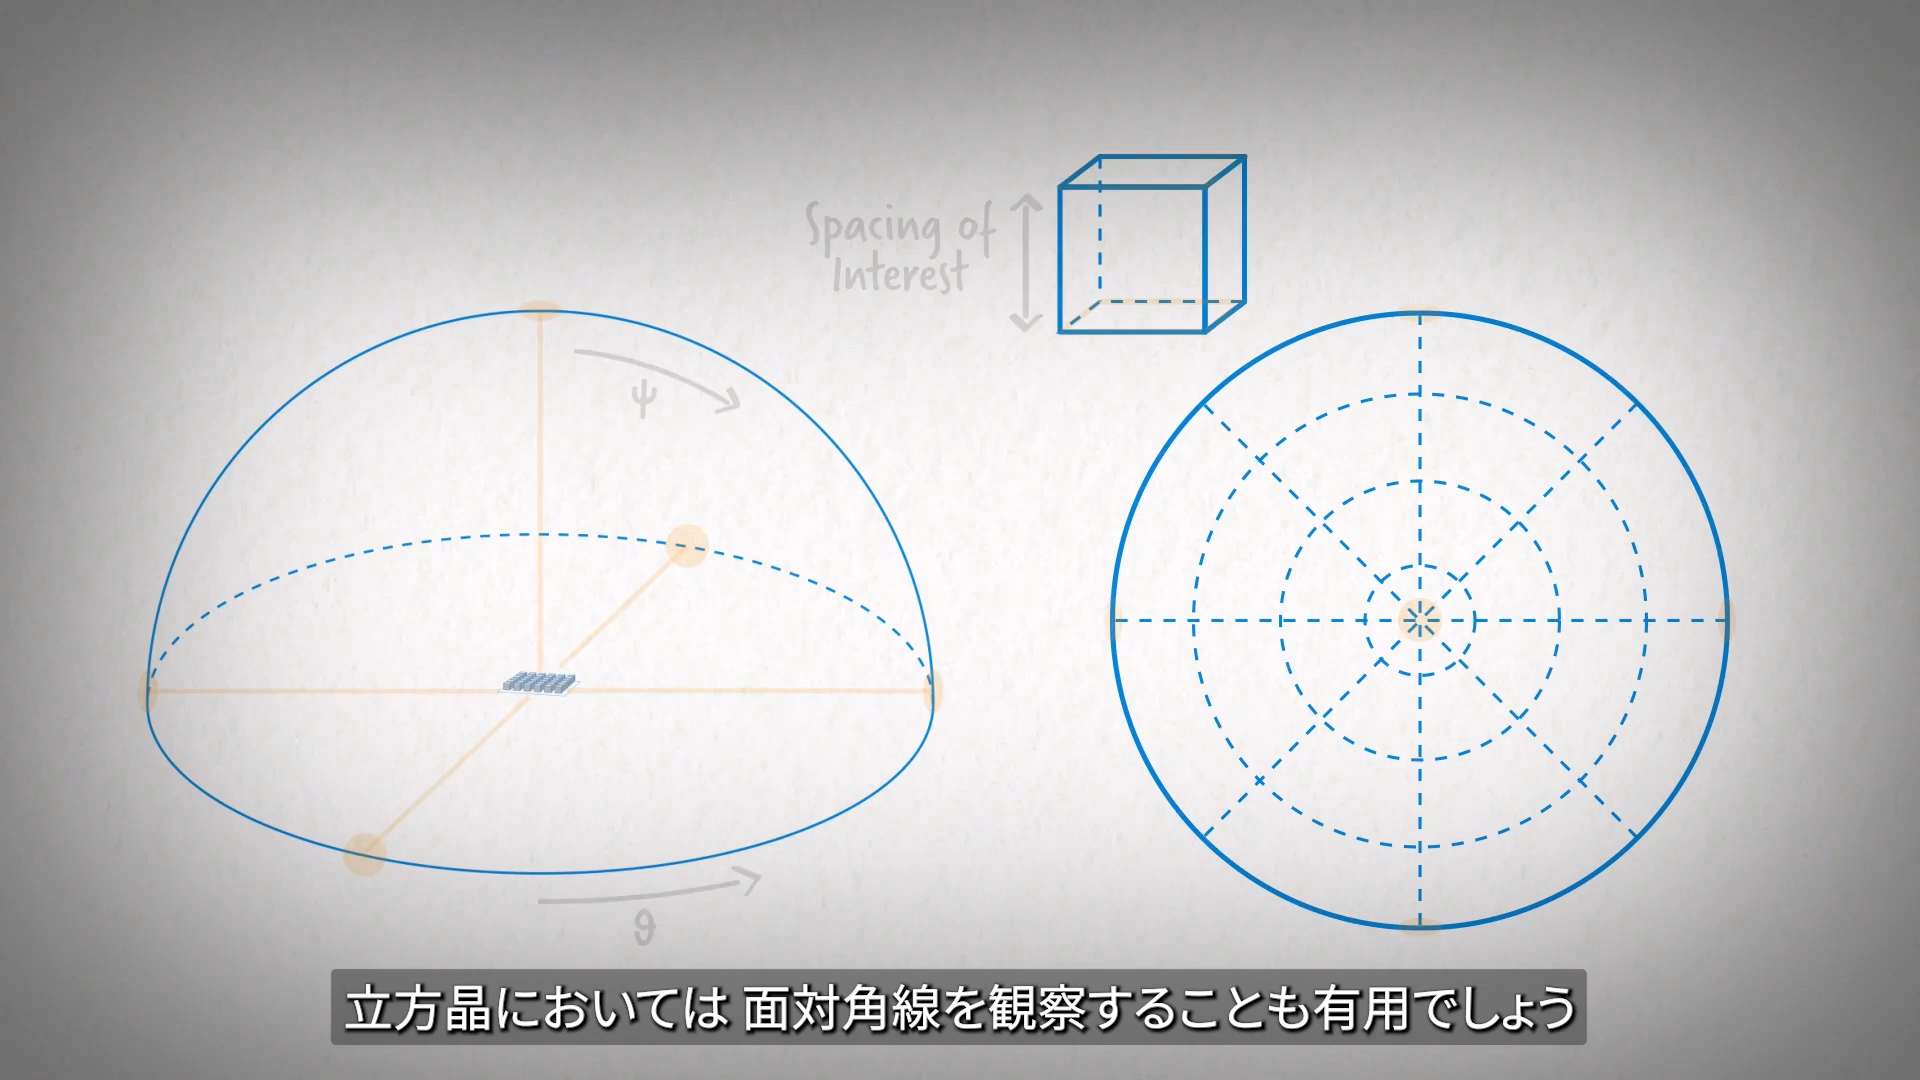 Spacing of
Interest
ψ
ϑ
立方晶においては 面対角線を観察することも有用でしょう